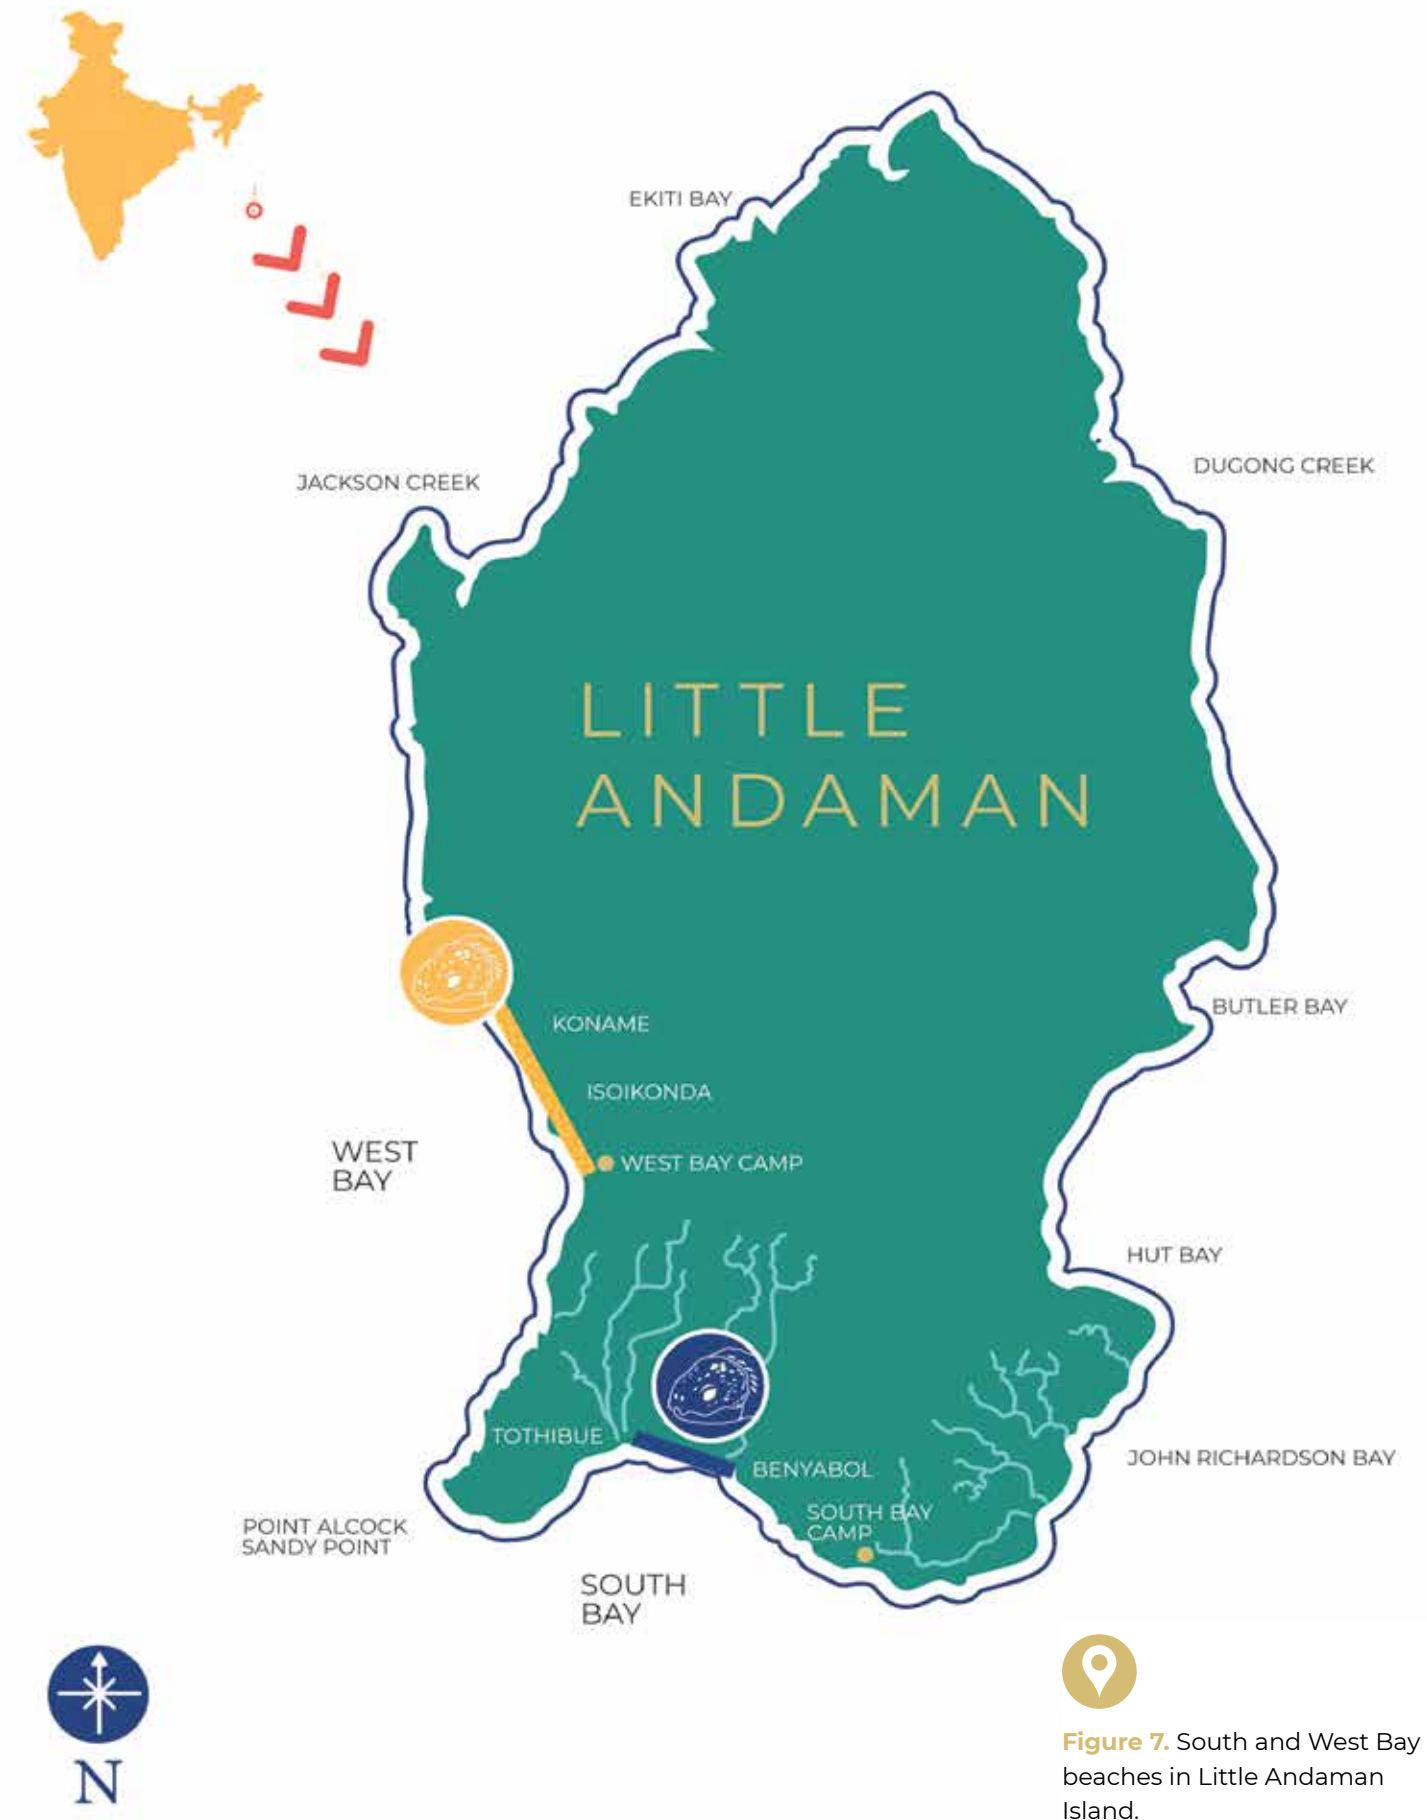 EKITI BAY
DUGONG CREEK
JACKSON CREEK
LITTLE
ANDAMAN
BUTLER BAY
KONAME
ISOIKONDA
WEST
BAY
WEST BAY CAMP
HUT BAY
TOTHIBUE
BENYABOL
JOHN RICHARDSON BAY
SOUTH BAY
CAMP
POINT ALCOCK
SANDY POINT
SOUTH
BAY
N
Figure 7. South and West Bay
beaches in Little Andaman
Island.